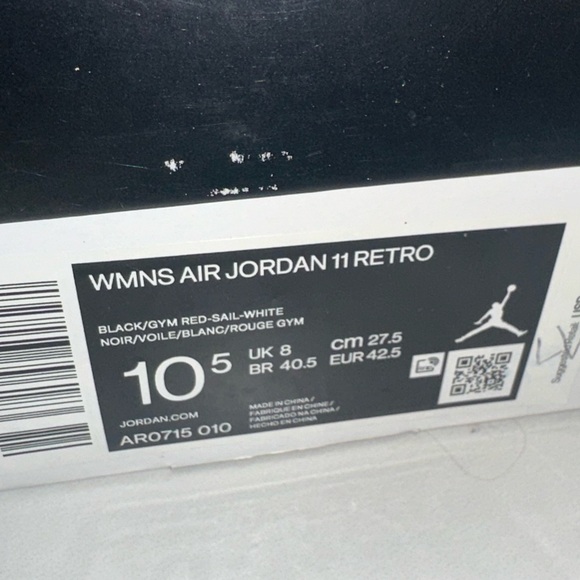 WMNS AIR JORDAN 11 RETRO
BLACK/GYM RED-SAIL-WHITE
NOIR/VOILE/BLANC/ROUGE GYM
10 5
UK 8
BR 40.5
cm 27.5
EUR 42.5
JORDAN.COM
AR0715 010
MADE IN CHINA/
FABRIQUE EN CHINE/
FABRICADO NA CHINA/
HECHO EN CHINA